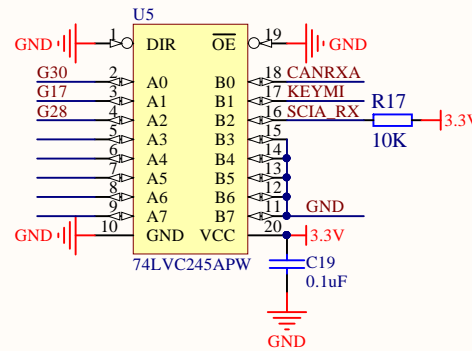 U5
GND 1 DIR OE 19 GND
G30 2 A0 B0 18 CANRXA
G17 3 A1 B1 17 KEYMI
G28 4 A2 B2 16 SCIA_RX R17 10K 3.3V
5 A3 B3 15
6 A4 B4 14
7 A5 B5 13
8 A6 B6 12
9 A7 B7 11 GND
GND 10 GND VCC 20 3.3V
74LVC245APW
C19
0.1uF
GND